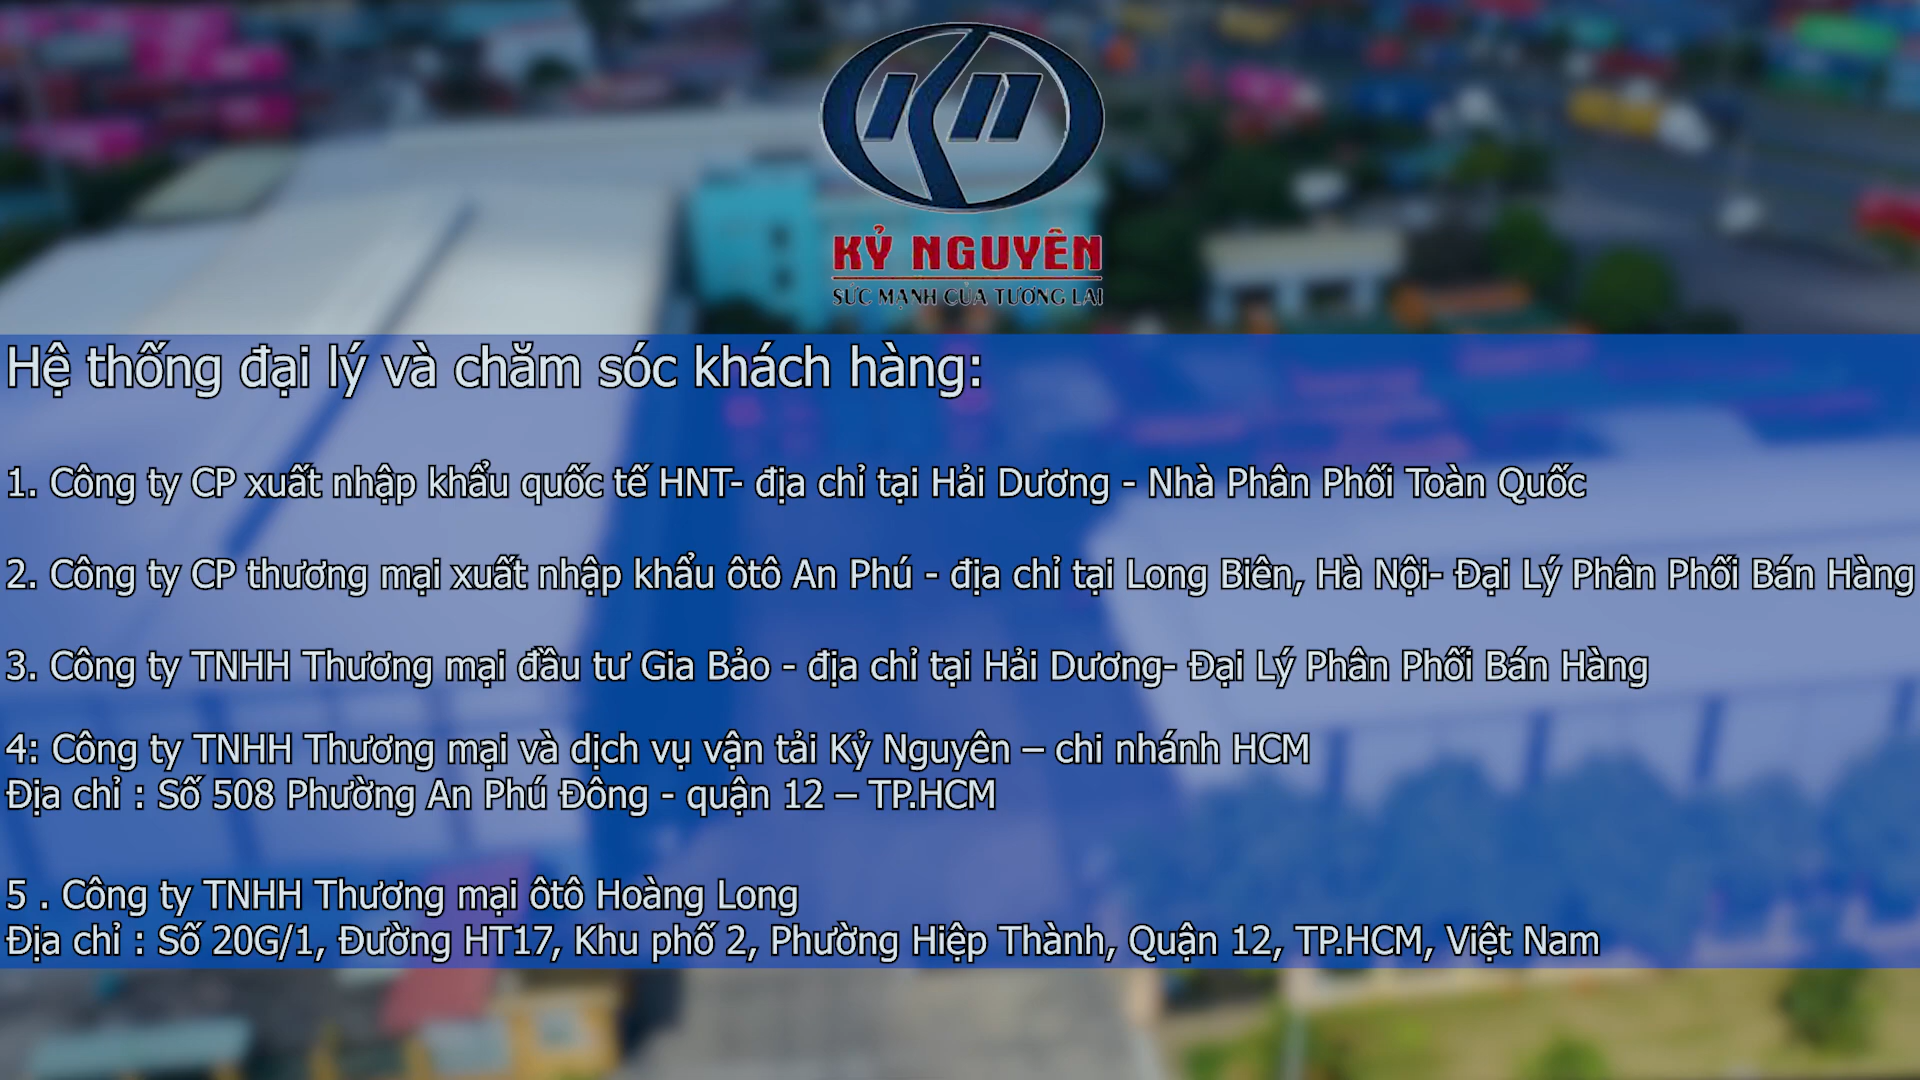 KN
KỶ NGUYÊN
SỨC MẠNH CỦA TƯƠNG LAI
Hệ thống đại lý và chăm sóc khách hàng:
1. Công ty CP xuất nhập khẩu quốc tế HNT- địa chỉ tại Hải Dương - Nhà Phân Phối Toàn Quốc
2. Công ty CP thương mại xuất nhập khẩu ôtô An Phú - địa chỉ tại Long Biên, Hà Nội- Đại Lý Phân Phối Bán Hàng
3. Công ty TNHH Thương mại đầu tư Gia Bảo - địa chỉ tại Hải Dương- Đại Lý Phân Phối Bán Hàng
4: Công ty TNHH Thương mại và dịch vụ vận tải Kỷ Nguyên – chi nhánh HCM
Địa chỉ : Số 508 Phường An Phú Đông - quận 12 – TP.HCM
5 . Công ty TNHH Thương mại ôtô Hoàng Long
Địa chỉ : Số 20G/1, Đường HT17, Khu phố 2, Phường Hiệp Thành, Quận 12, TP.HCM, Việt Nam